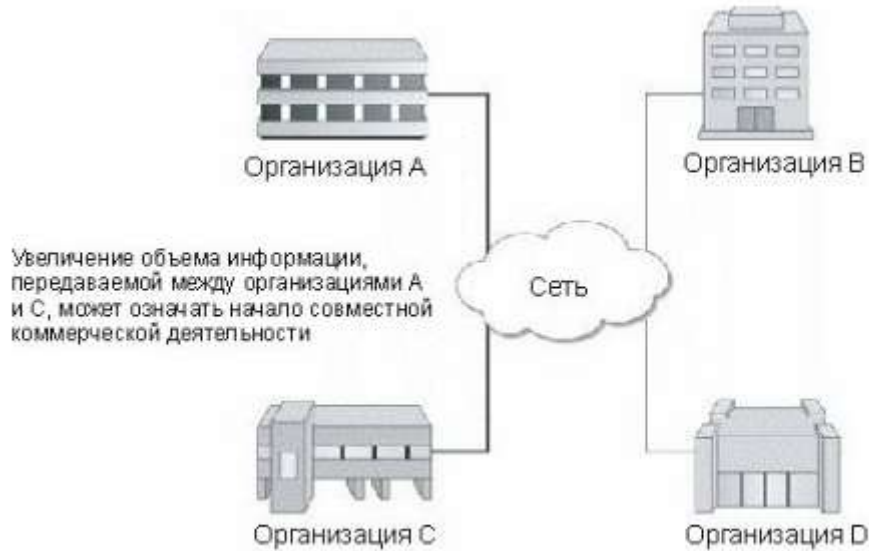 Организация A
Организация B
Увеличение объема информации,
передаваемой между организациями А
и С, может означать начало совместной
коммерческой деятельности
Сеть
Организация C
Организация D